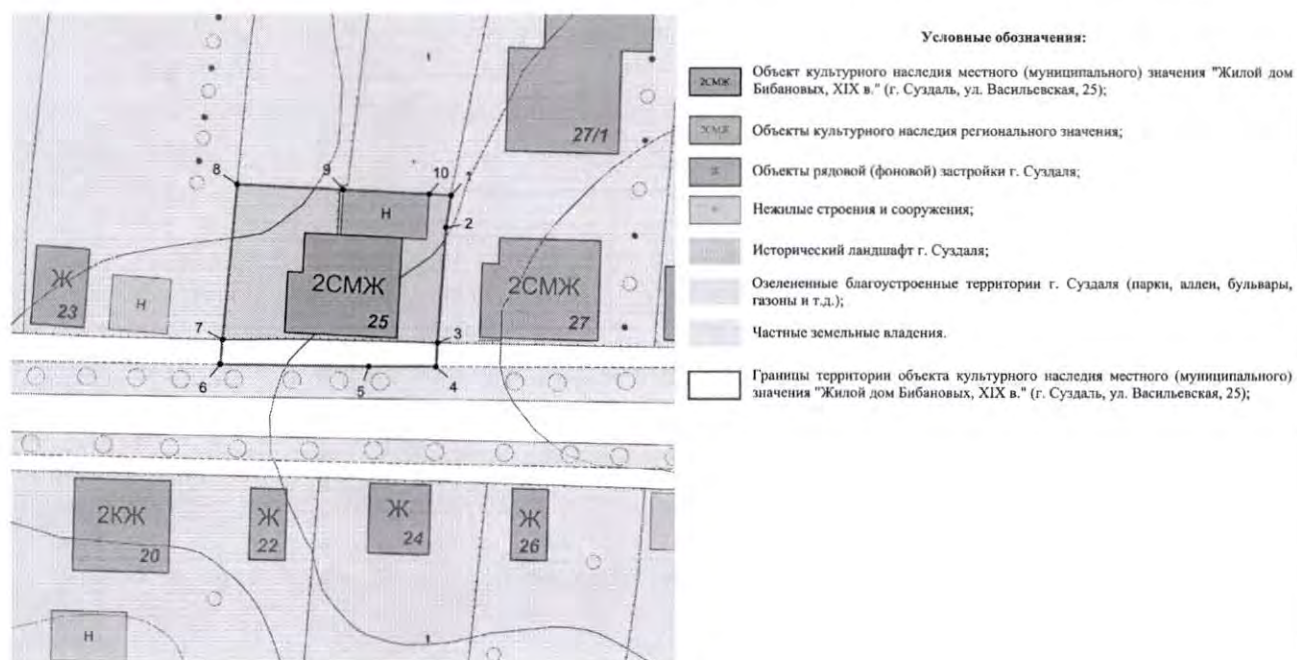 27/1
8
9
10
1
2
Н
Ж
23
Н
2СМЖ
25
2СМЖ
27
7
3
6
5
4
2КЖ
20
Ж
22
Ж
24
Ж
26
Н
Условные обозначения:
2СМЖ
Объект культурного наследия местного (муниципального) значения "Жилой дом
Бибановых, XIX в." (г. Суздаль, ул. Васильевская, 25);
2СМЖ
Объекты культурного наследия регионального значения;
Ж
Объекты рядовой (фоновой) застройки г. Суздаля;
Нежилые строения и сооружения;
Исторический ландшафт г. Суздаля;
Озелененные благоустроенные территории г. Суздаля (парки, аллеи, бульвары,
газоны и т.д.);
Частные земельные владения.
Границы территории объекта культурного наследия местного (муниципального)
значения "Жилой дом Бибановых, XIX в." (г. Суздаль, ул. Васильевская, 25);